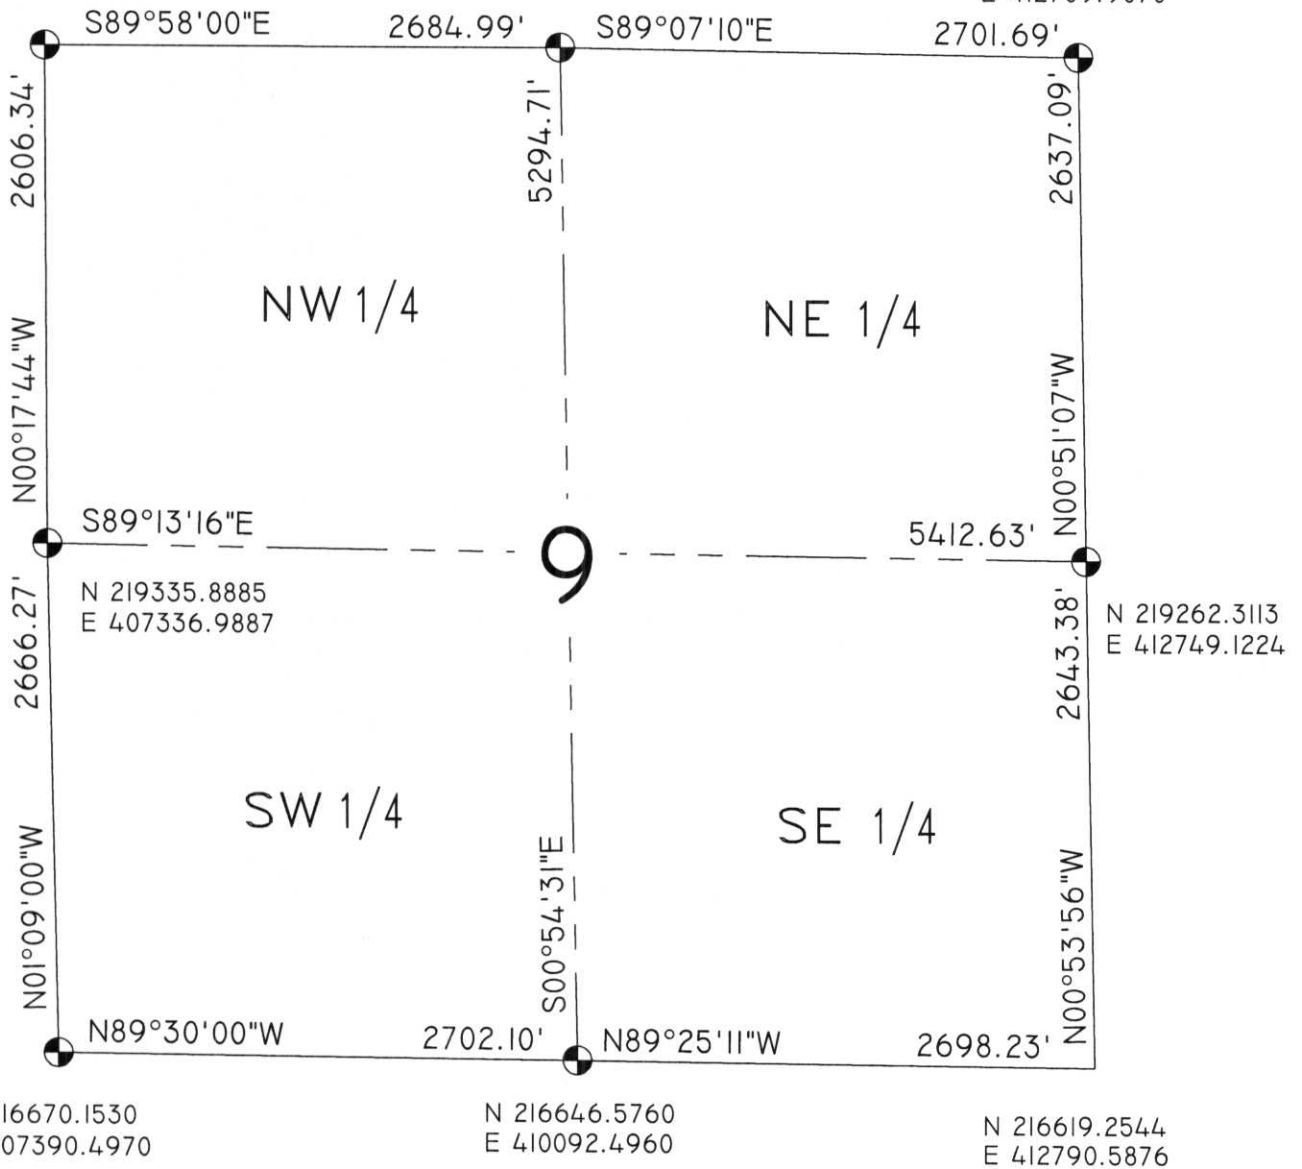 S89°58'00"E 2684.99' S89°07'10"E 2701.69'
2606.34'
5294.71'
2637.09'
NW 1/4
NE 1/4
N00°17'44"W
N00°51'07"W
S89°13'16"E
9
5412.63'
N 219335.8885
E 407336.9887
N 219262.3113
E 412749.1224
2666.27'
2643.38'
SW 1/4
SE 1/4
N01°09'00"W
S00°54'31"E
N00°53'56"W
N89°30'00"W 2702.10' N89°25'11"W 2698.23'
16670.1530
07390.4970
N 216646.5760
E 410092.4960
N 216619.2544
E 412790.5876